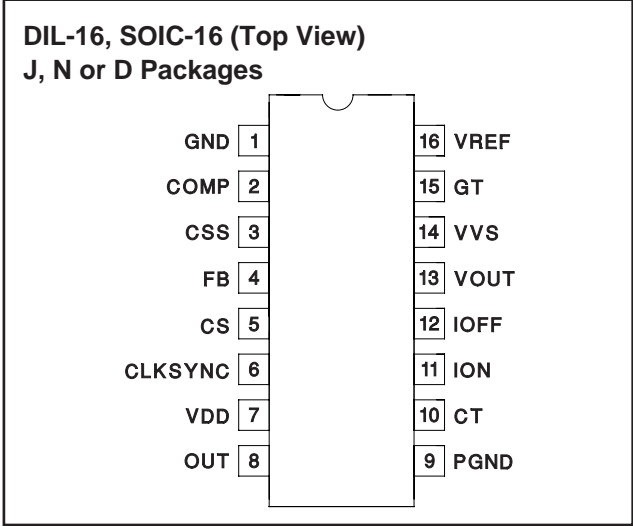 DIL-16, SOIC-16 (Top View)
J, N or D Packages
GND 1 16 VREF
COMP 2 15 GT
CSS 3 14 VVS
FB 4 13 VOUT
CS 5 12 IOFF
CLKSYNC 6 11 ION
VDD 7 10 CT
OUT 8 9 PGND